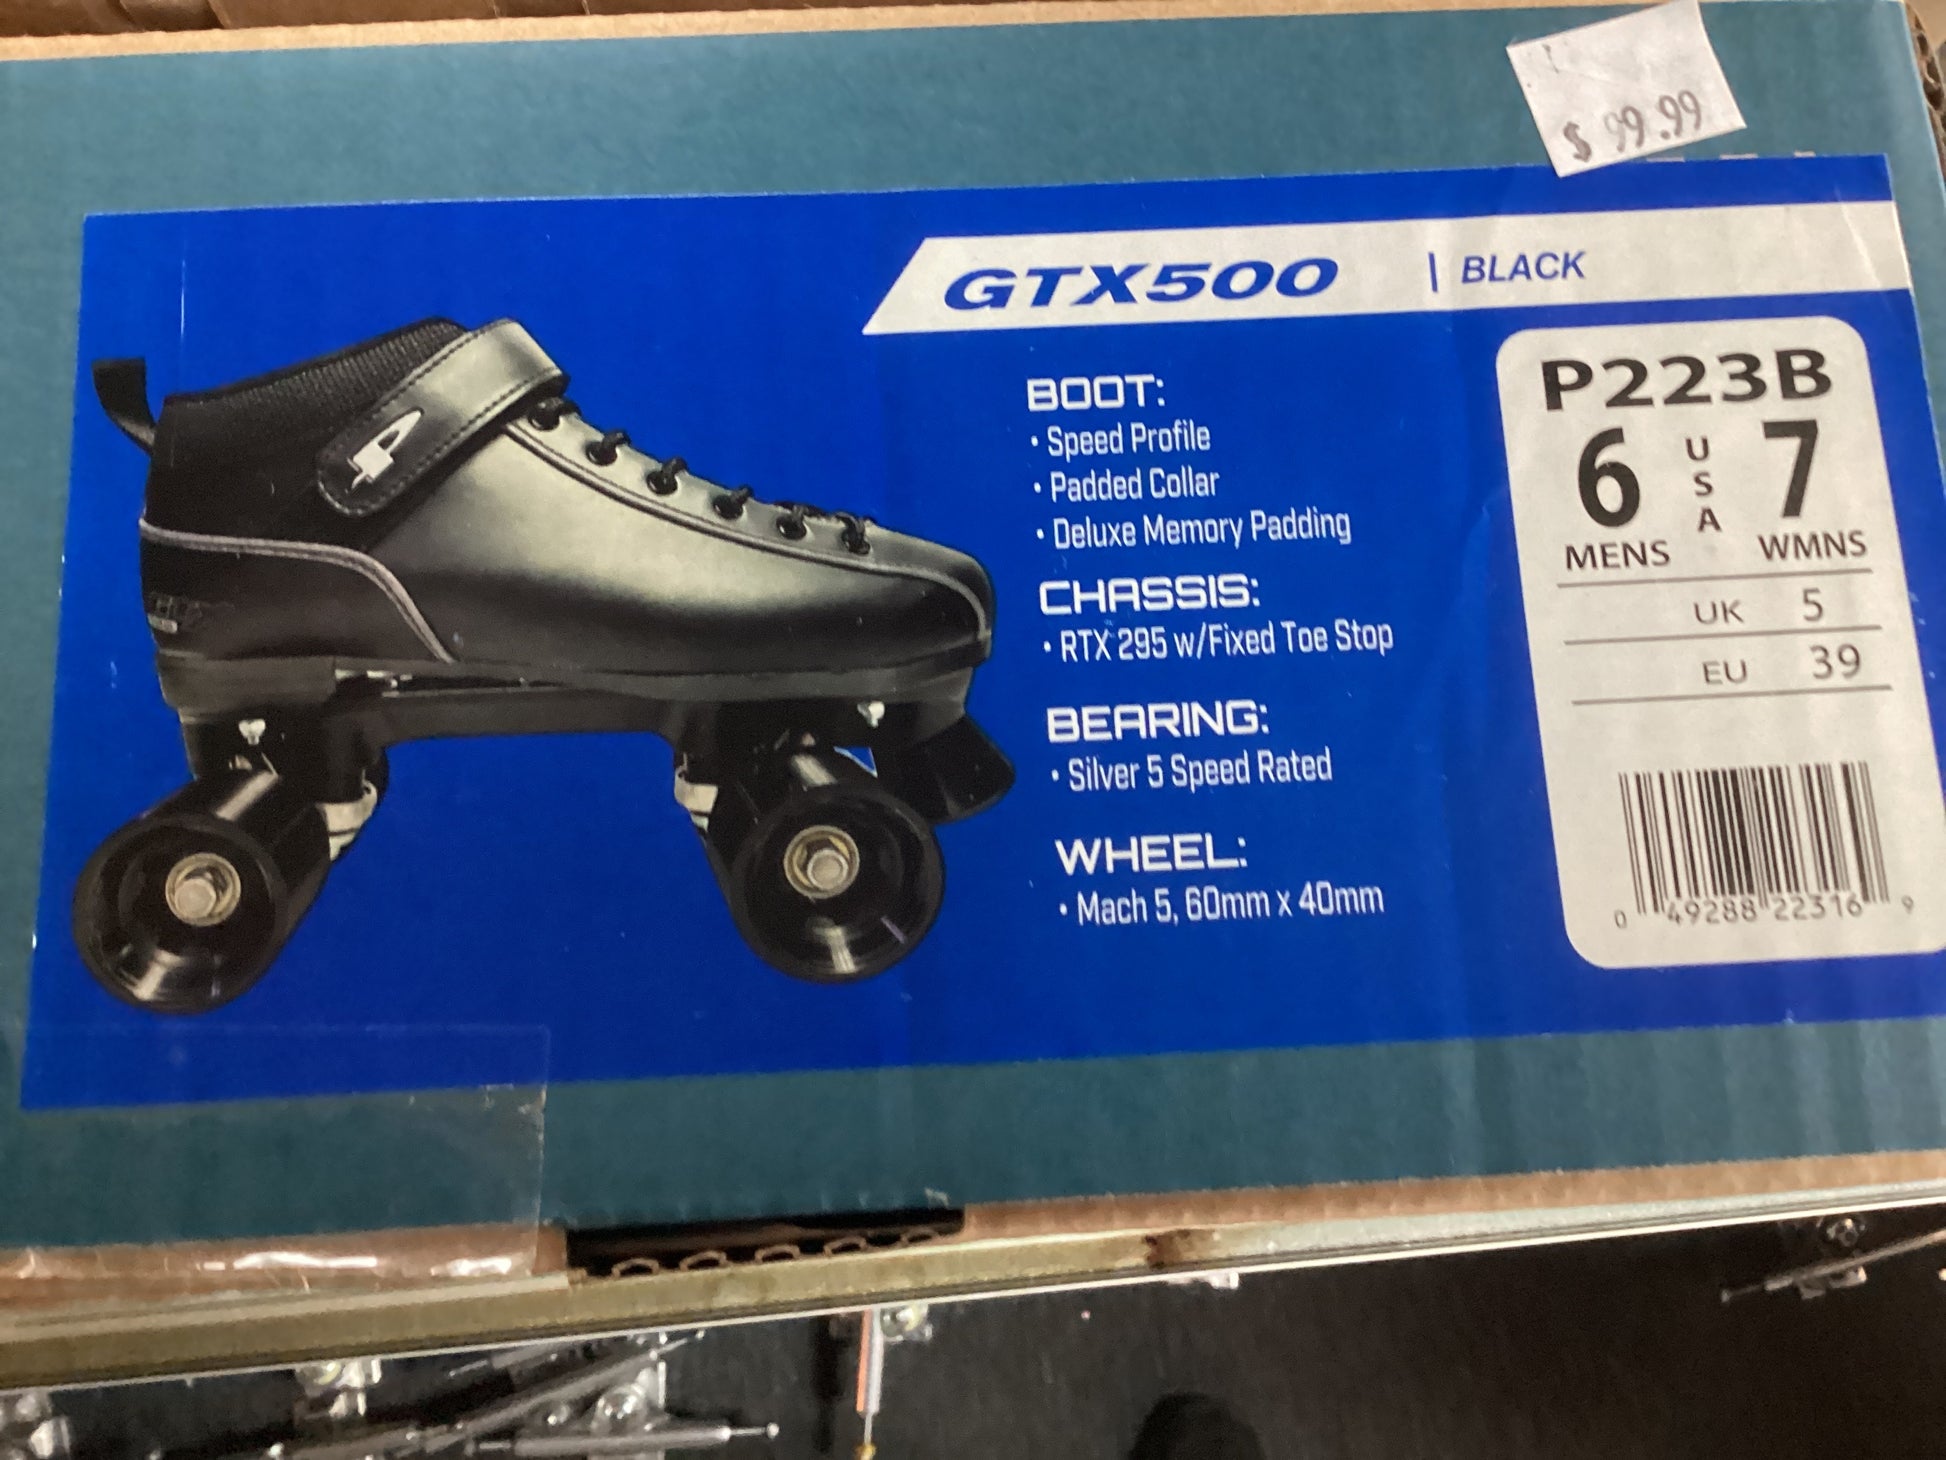 $ 99.99
GTX500 | BLACK
BOOT:
• Speed Profile
• Padded Collar
• Deluxe Memory Padding
CHASSIS:
• RTX 295 w/Fixed Toe Stop
BEARING:
• Silver 5 Speed Rated
WHEEL:
• Mach 5, 60mm x 40mm
P223B
6 USA 7
MENS WMNS
UK 5
EU 39
0 49288 22316 9